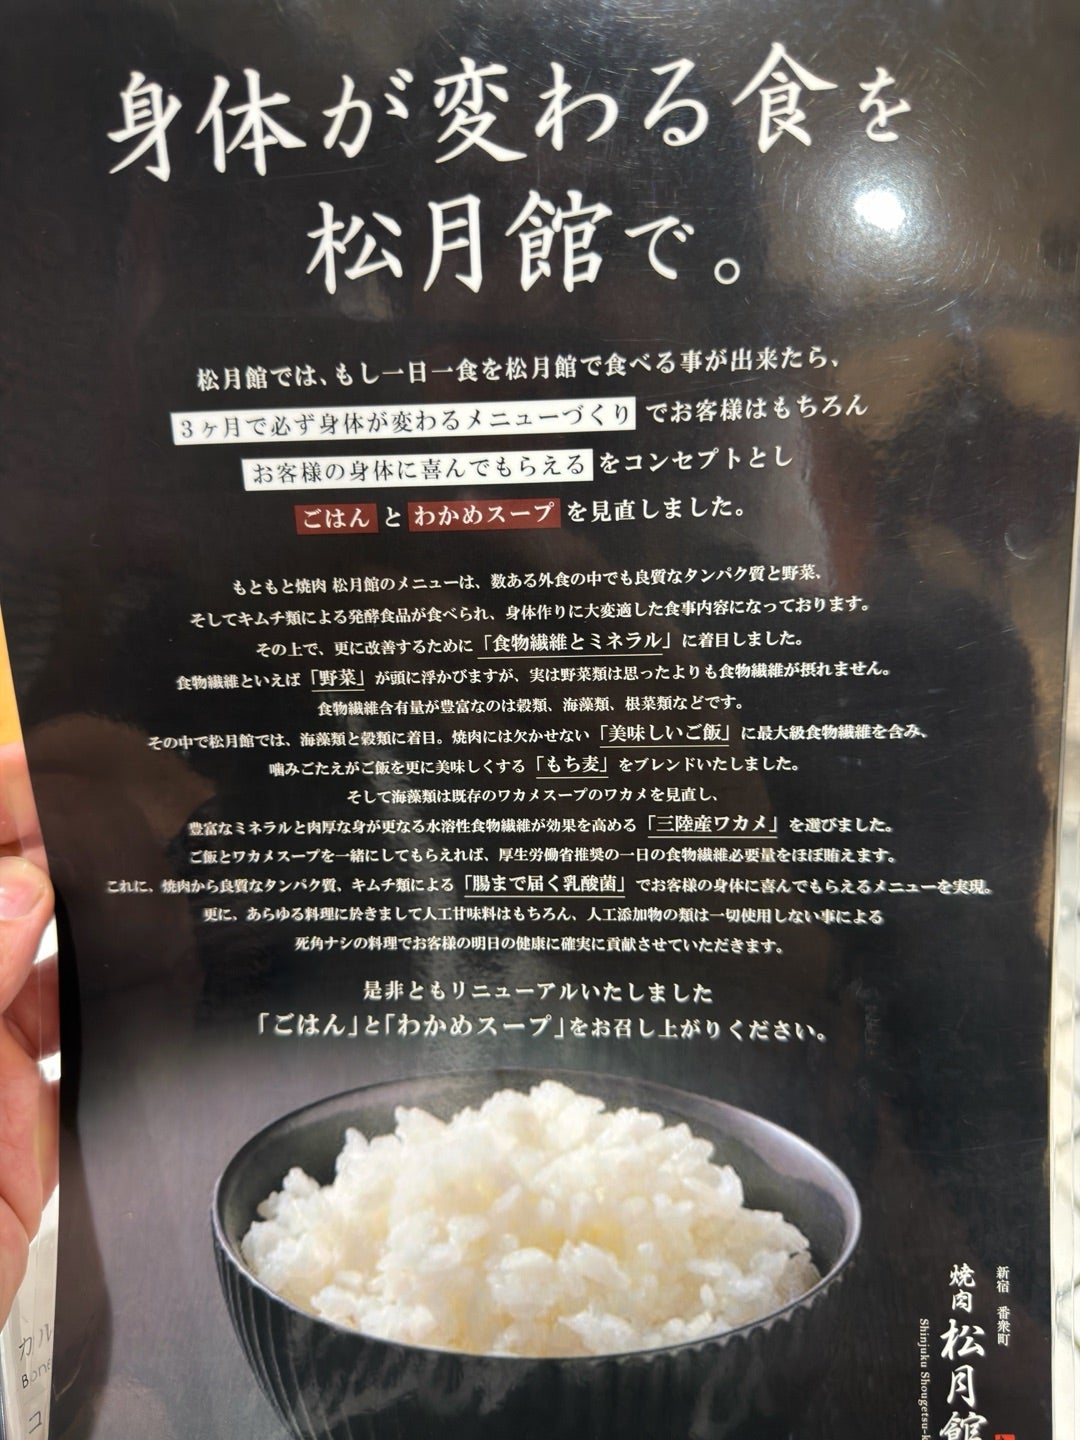 身体が変わる食を
松月館で。
松月館では、もし一日一食を松月館で食べる事が出来たら、
3ヶ月で必ず身体が変わるメニューづくり でお客様はもちろん
お客様の身体に喜んでもらえる をコンセプトとし
ごはん と わかめスープ を見直しました。
もともと焼肉 松月館のメニューは、数ある外食の中でも良質なタンパク質と野菜、
そしてキムチ類による発酵食品が食べられ、身体作りに大変適した食事内容になっております。
その上で、更に改善するために「食物繊維とミネラル」に着目しました。
食物繊維といえば「野菜」が頭に浮かびますが、実は野菜類は思ったよりも食物繊維が摂れません。
食物繊維含有量が豊富なのは穀類、海藻類、根菜類などです。
その中で松月館では、海藻類と穀類に着目。焼肉には欠かせない「美味しいご飯」に最大級食物繊維を含み、
噛みごたえがご飯を更に美味しくする「もち麦」をブレンドいたしました。
そして海藻類は既存のワカメスープのワカメを見直し、
豊富なミネラルと肉厚な身が更なる水溶性食物繊維が効果を高める「三陸産ワカメ」を選びました。
ご飯とワカメスープを一緒にしてもらえれば、厚生労働省推奨の一日の食物繊維必要量をほぼ賄えます。
これに、焼肉から良質なタンパク質、キムチ類による「腸まで届く乳酸菌」でお客様の身体に喜んでもらえるメニューを実現。
更に、あらゆる料理に於きまして人工甘味料はもちろん、人工添加物の類は一切使用しない事による
死角ナシの料理でお客様の明日の健康に確実に貢献させていただきます。
是非ともリニューアルいたしました
「ごはん」と「わかめスープ」をお召し上がりください。
新宿 番衆町
焼肉 松月館
Shinjuku Shougetsu-k
カル
Bone
コ